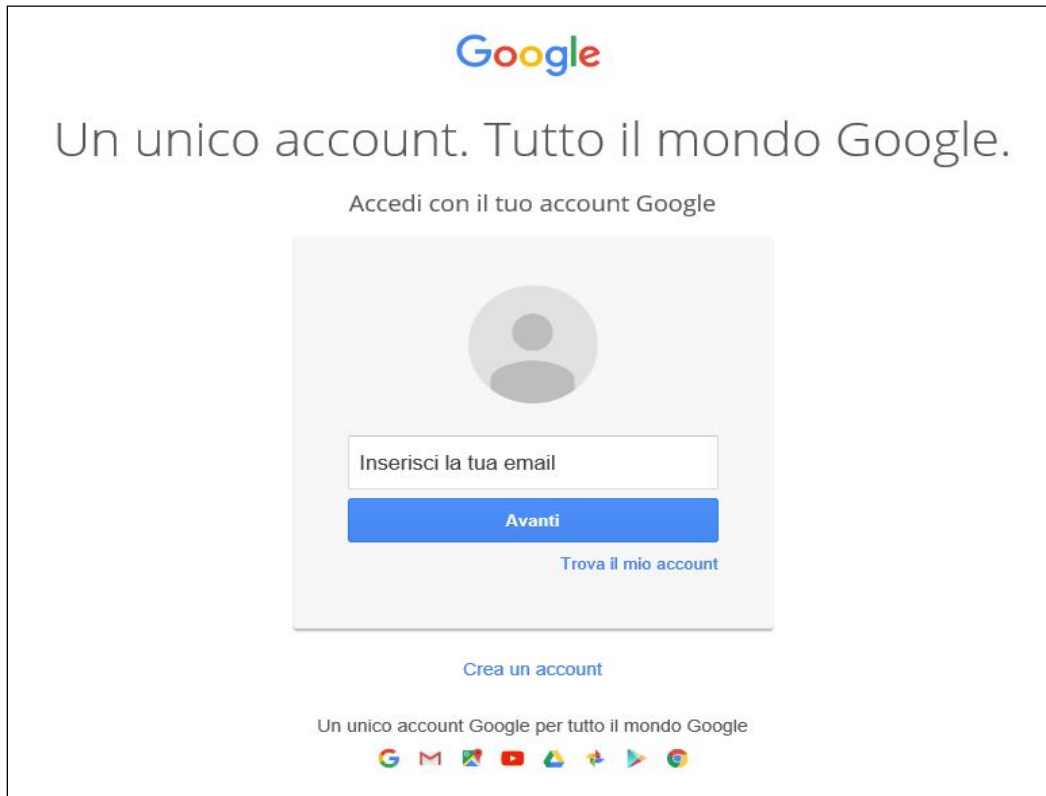 Google
Un unico account. Tutto il mondo Google.
Accedi con il tuo account Google
Inserisci la tua email
Avanti
Trova il mio account
Crea un account
Un unico account Google per tutto il mondo Google